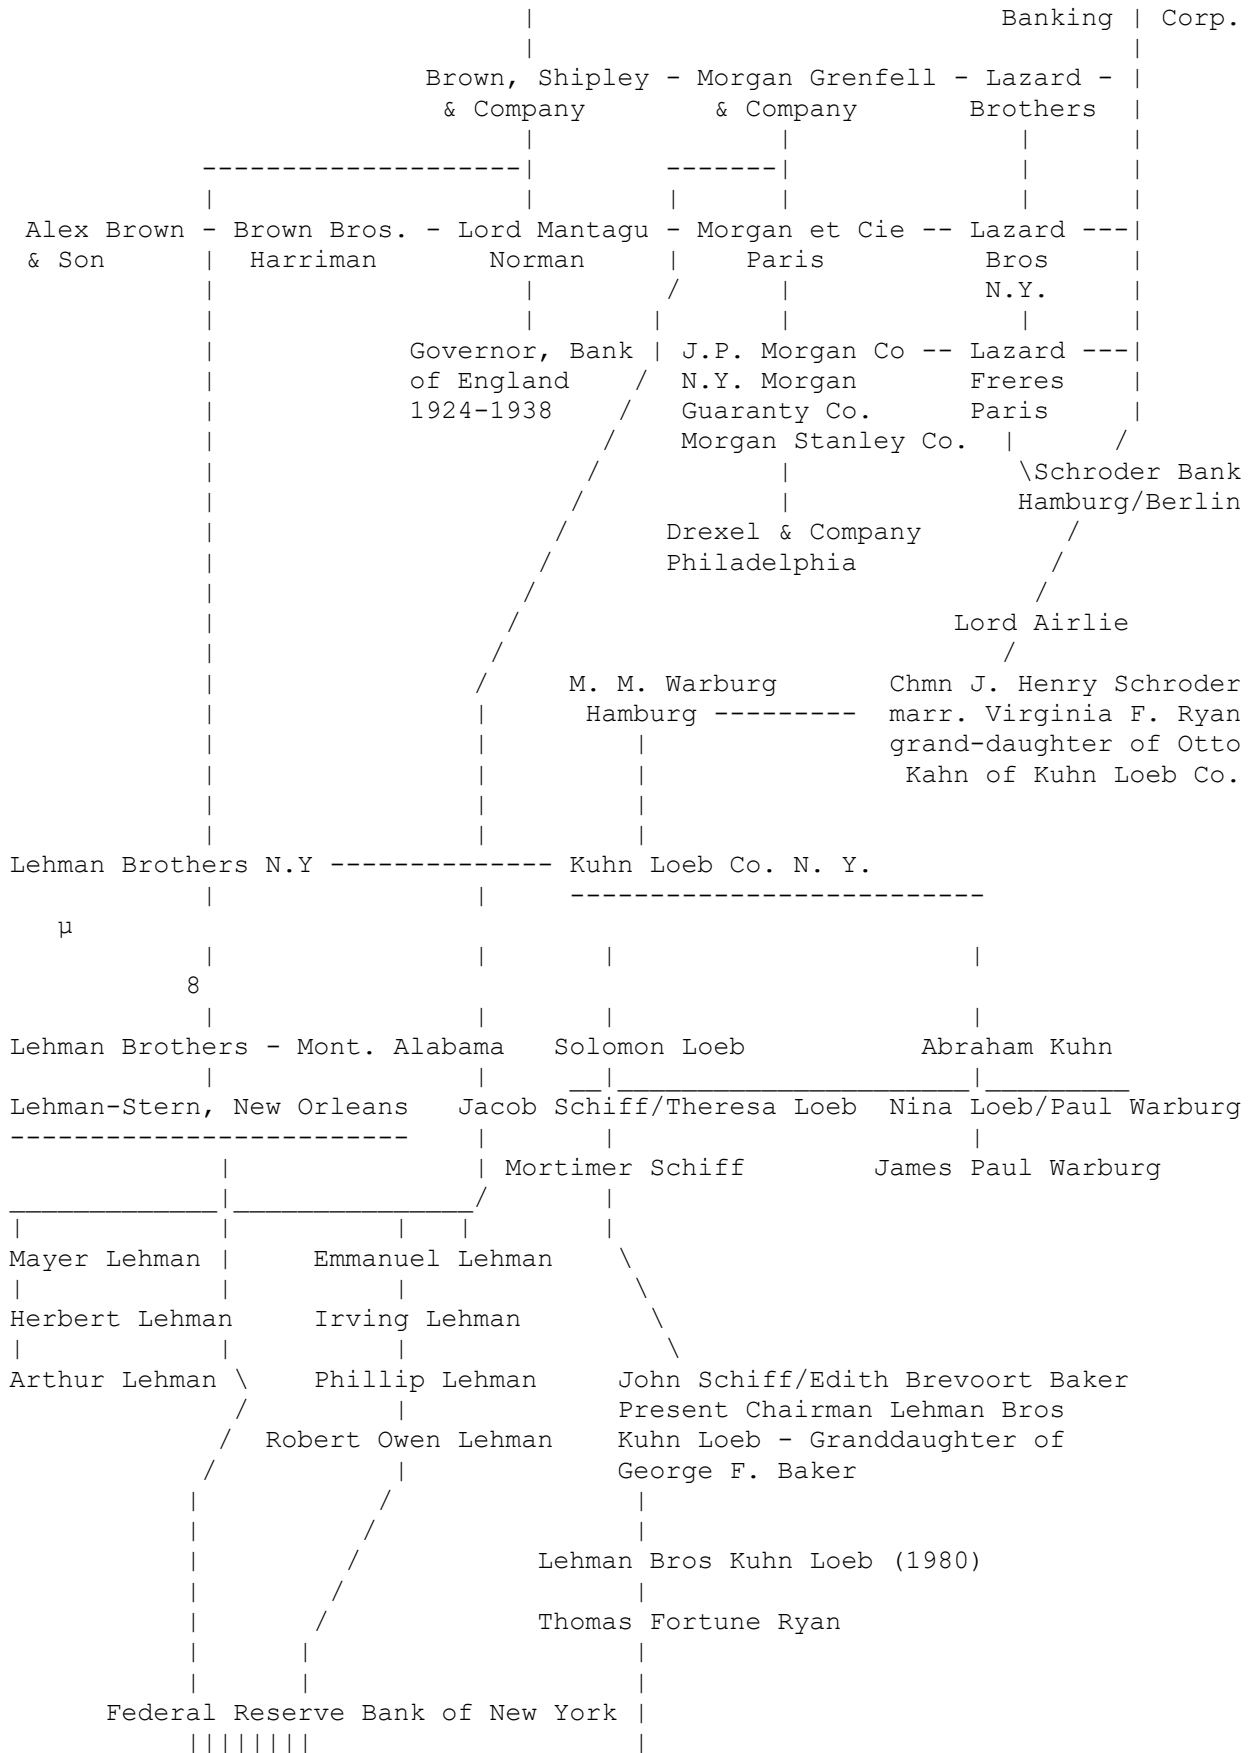 | Banking | Corp.
| |
Brown, Shipley - Morgan Grenfell - Lazard - |
& Company & Company Brothers |
| | | |
--------------------| -------| | |
| | | | | |
Alex Brown - Brown Bros. - Lord Mantagu - Morgan et Cie -- Lazard ---|
& Son | Harriman Norman | Paris Bros |
| | / | N.Y. |
| | | | | |
| Governor, Bank | J.P. Morgan Co -- Lazard ---|
| of England / N.Y. Morgan Freres |
| 1924-1938 / Guaranty Co. Paris |
| / Morgan Stanley Co. | /
| / | \Schroder Bank
| / | Hamburg/Berlin
| / Drexel & Company /
| / Philadelphia /
| / /
| / Lord Airlie
| / /
| / M. M. Warburg Chmn J. Henry Schroder
| | Hamburg --------- marr. Virginia F. Ryan
| | | grand-daughter of Otto
| | | Kahn of Kuhn Loeb Co.
| | |
| | |
Lehman Brothers N.Y -------------- Kuhn Loeb Co. N. Y.
| | --------------------------
µ
| | | |
8
| | | |
Lehman Brothers - Mont. Alabama Solomon Loeb Abraham Kuhn
| | __|______________________|_________
Lehman-Stern, New Orleans Jacob Schiff/Theresa Loeb Nina Loeb/Paul Warburg
------------------------- | | |
| | Mortimer Schiff James Paul Warburg
_____________|_______________/ |
| | | | |
Mayer Lehman | Emmanuel Lehman \
| | | \
Herbert Lehman Irving Lehman \
| | | \
Arthur Lehman \ Phillip Lehman John Schiff/Edith Brevoort Baker
/ | Present Chairman Lehman Bros
/ Robert Owen Lehman Kuhn Loeb - Granddaughter of
/ | George F. Baker
| / |
| / |
| / Lehman Bros Kuhn Loeb (1980)
| / |
| / Thomas Fortune Ryan
| | |
| | |
Federal Reserve Bank of New York |
|||||||| |